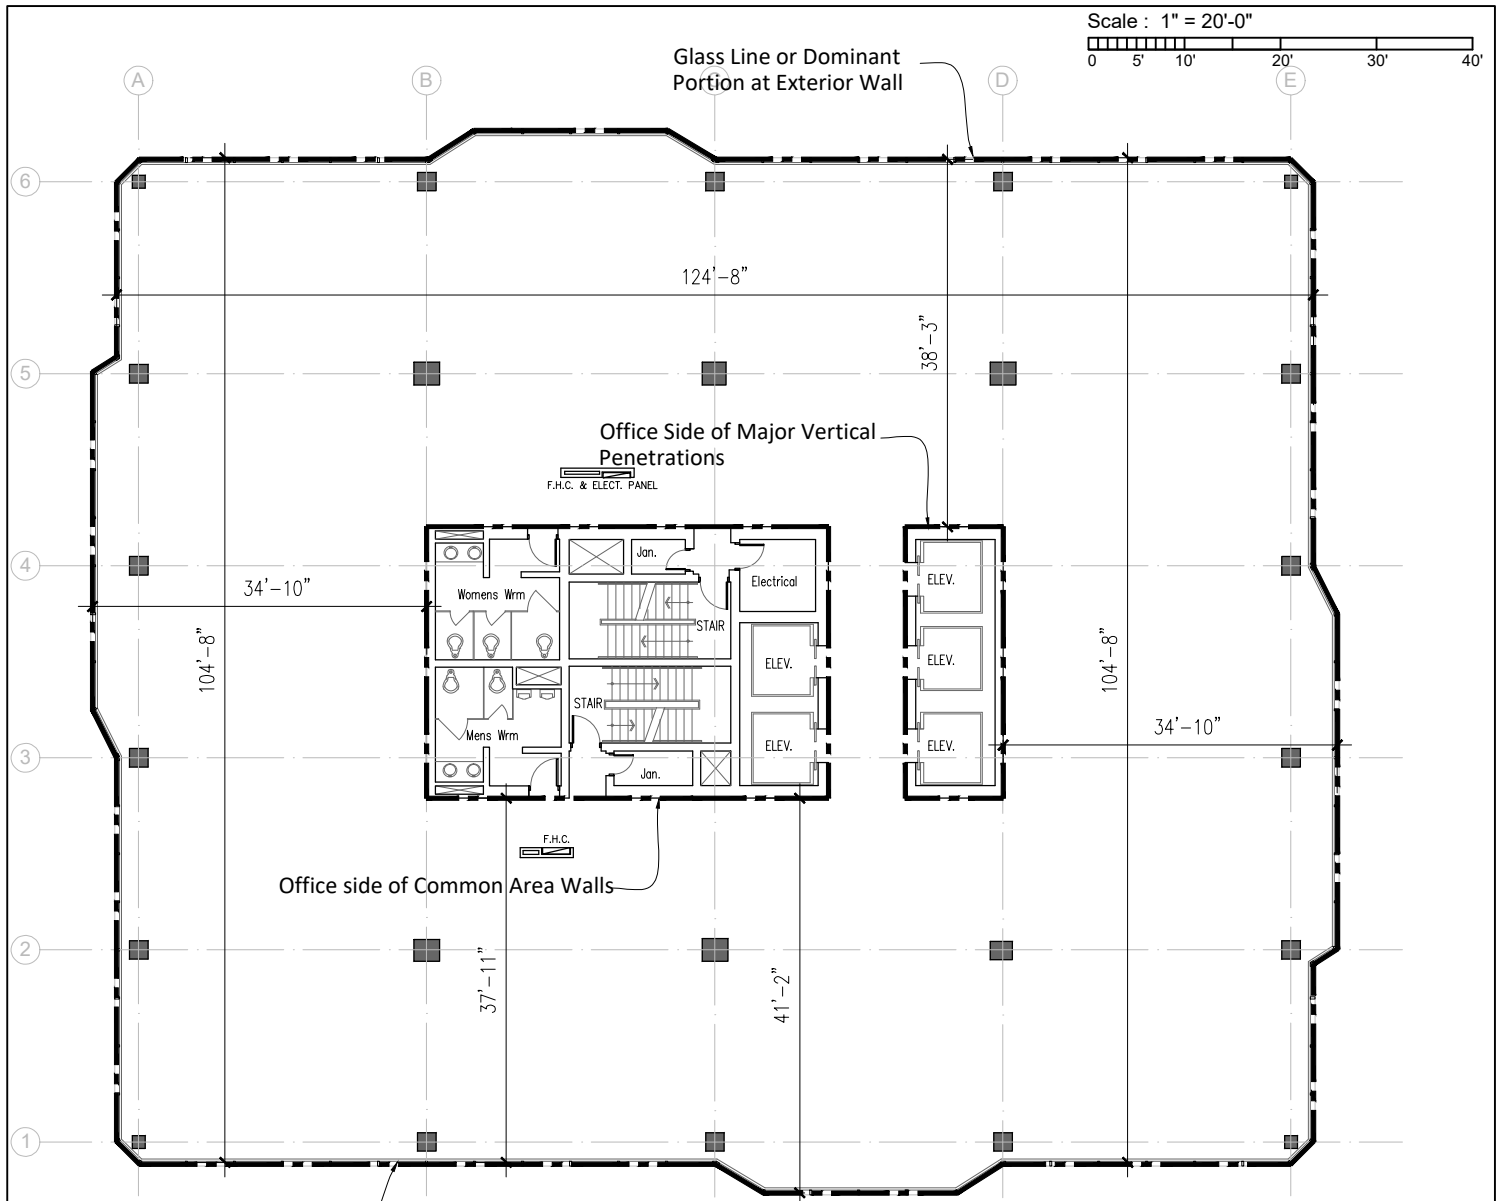 Scale : 1" = 20'-0"
0 5' 10' 20' 30' 40'
Glass Line or Dominant
Portion at Exterior Wall
A B C D E
6
124'-8"
38'-3"
5
Office Side of Major Vertical
Penetrations
F.H.C. & ELECT. PANEL
Jan.
4
ELEV.
Electrical
34'-10"
Womens Wrm
STAIR
104'-8"
104'-8"
ELEV.
ELEV.
STAIR
34'-10"
Mens Wrm
ELEV.
ELEV.
3
Jan.
F.H.C.
Office side of Common Area Walls
2
37'-11"
41'-2"
1